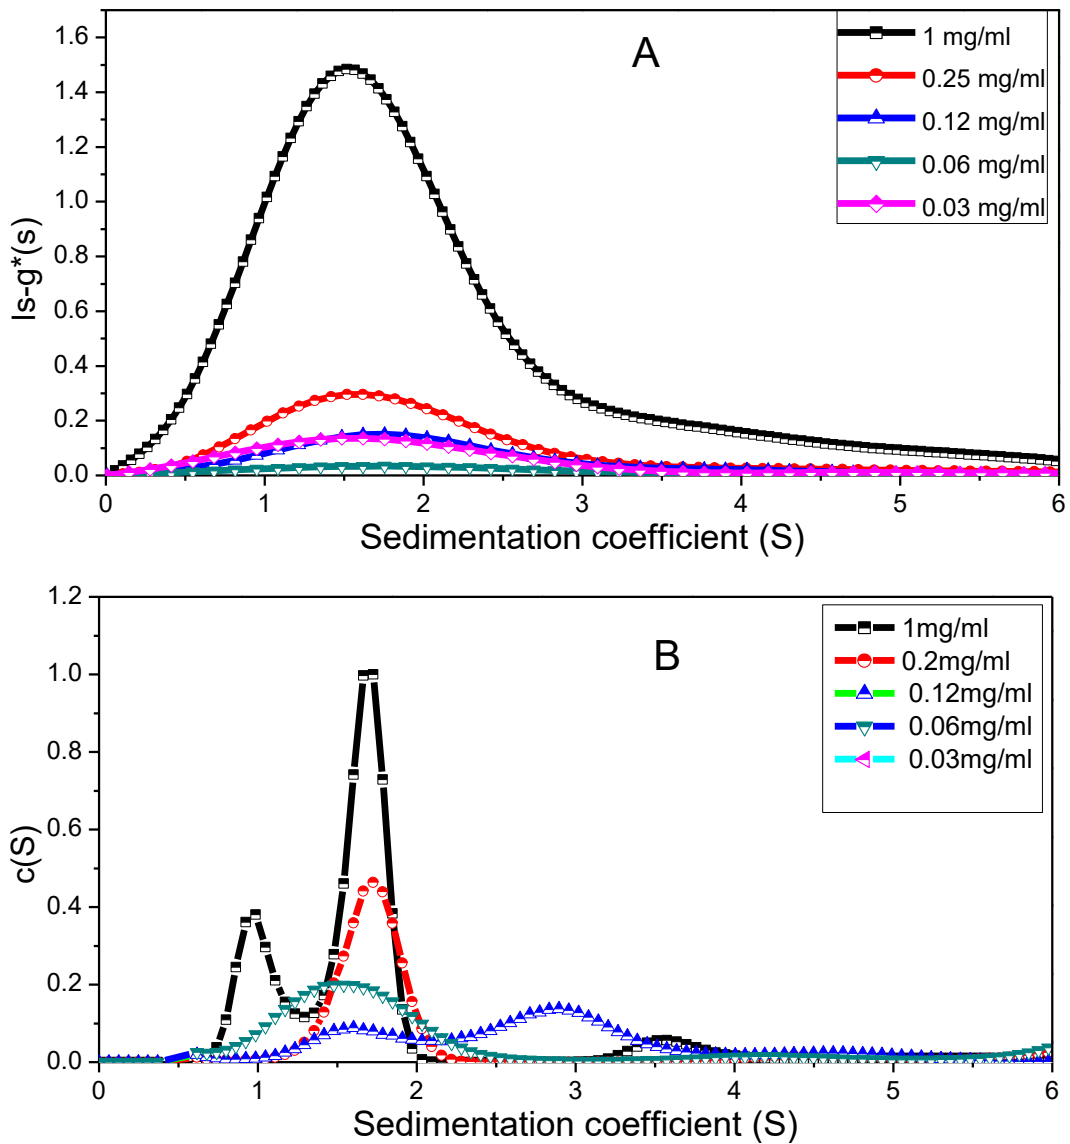 A
1 mg/ml
0.25 mg/ml
0.12 mg/ml
0.06 mg/ml
0.03 mg/ml
1.6
1.4
1.2
1.0
0.8
0.6
0.4
0.2
0.0
ls-g*(s)
0 1 2 3 4 5 6
Sedimentation coefficient (S)
B
1mg/ml
0.2mg/ml
0.12mg/ml
0.06mg/ml
0.03mg/ml
1.2
1.0
0.8
0.6
0.4
0.2
0.0
c(S)
0 1 2 3 4 5 6
Sedimentation coefficient (S)